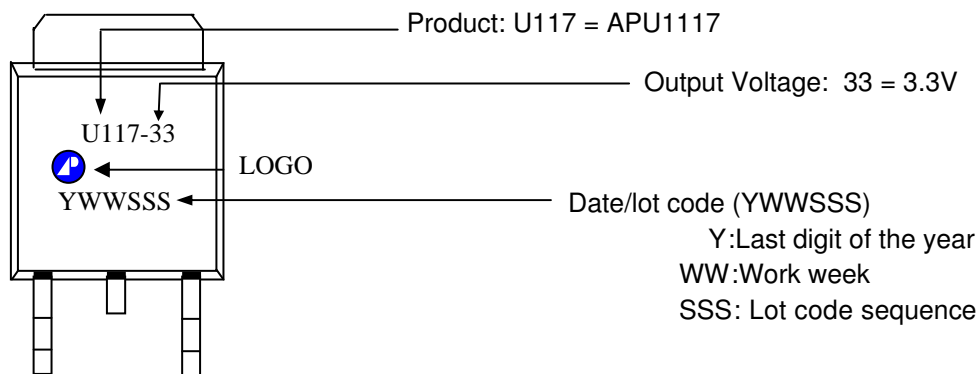 Product: U117 = APU1117
Output Voltage: 33 = 3.3V
U117-33
LOGO
YWWSSS
Date/lot code (YWWSSS)
Y:Last digit of the year
WW:Work week
SSS: Lot code sequence